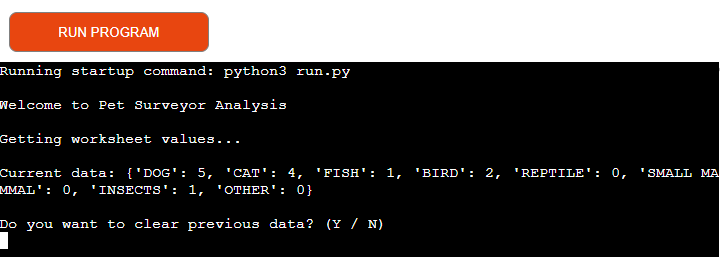 RUN PROGRAM
Running startup command: python3 run.py
Welcome to Pet Surveyor Analysis
Getting worksheet values...
Current data: {'DOG': 5, 'CAT': 4, 'FISH': 1, 'BIRD': 2, 'REPTILE': 0, 'SMALL MA
MMAL': 0, 'INSECTS': 1, 'OTHER': 0}
Do you want to clear previous data? (Y / N)